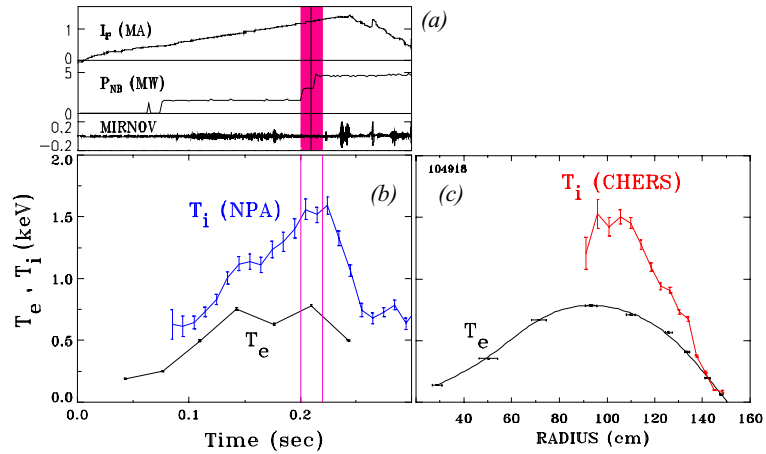 (a)
I_P (MA)
1
0
P_NB (MW)
5
0
MIRNOV
0.2
-0.2
2.0
1.5
1.0
0.5
0.0
T_e , T_i (keV)
(b)
T_i (NPA)
T_e
0.0 0.1 0.2
Time (sec)
104918
(c)
T_i (CHERS)
T_e
40 60 80 100 120 140 160
RADIUS (cm)